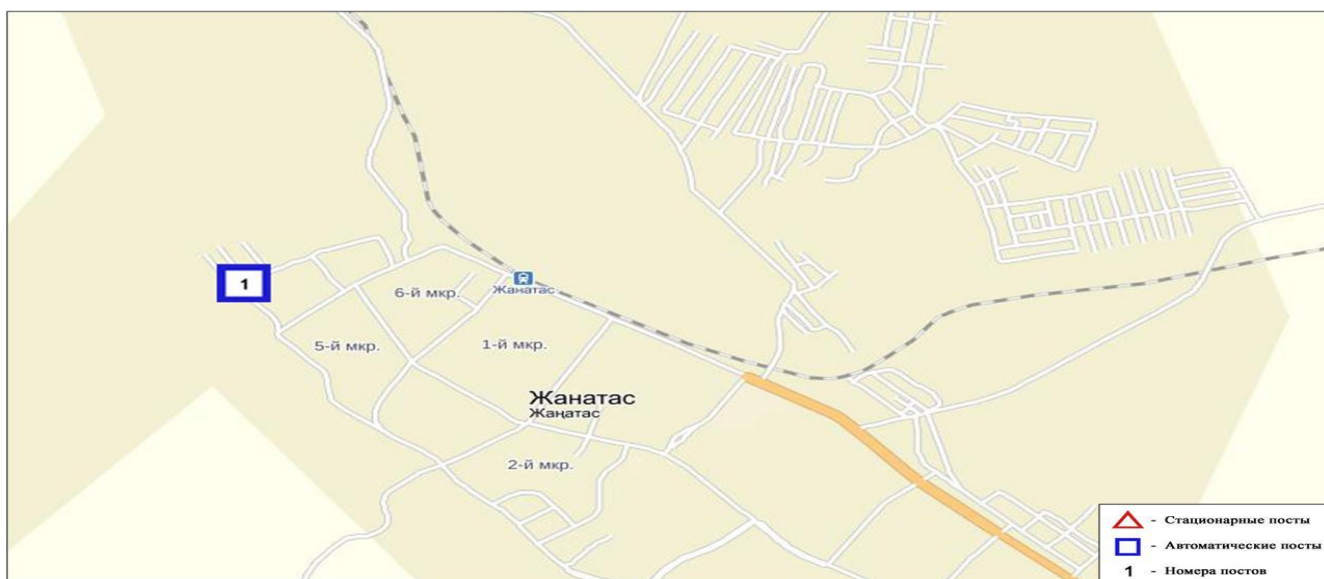 1
6-й мкр.
Жанатас
5-й мкр.
1-й мкр.
Жанатас
Жаңатас
2-й мкр.
- Стационарные посты
- Автоматические посты
1 - Номера постов